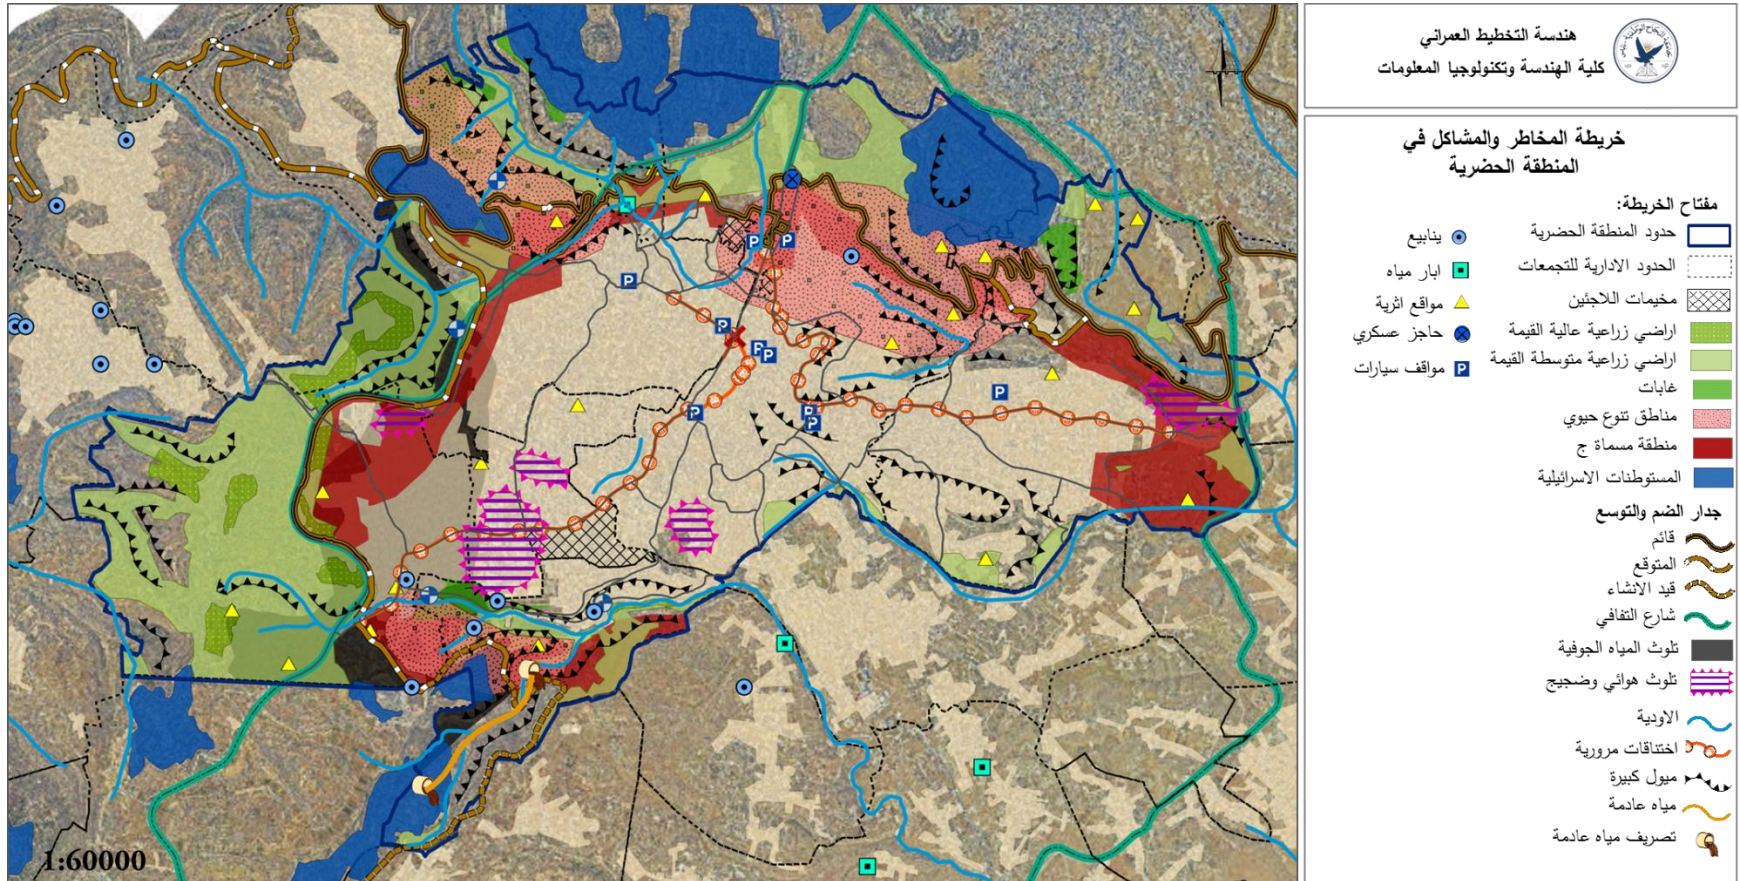 هندسة التخطيط العمراني
كلية الهندسة وتكنولوجيا المعلومات
خريطة المخاطر والمشاكل في
المنطقة الحضرية
مفتاح الخريطة:
حدود المنطقة الحضرية
الحدود الادارية للتجمعات
مخيمات اللاجئين
اراضي زراعية عالية القيمة
اراضي زراعية متوسطة القيمة
غابات
مناطق تنوع حيوي
منطقة مسماة ج
المستوطنات الاسرائيلية
ينابيع
ابار مياه
مواقع اثرية
حاجز عسكري
مواقف سيارات
جدار الضم والتوسع
قائم
المتوقع
قيد الانشاء
شارع التفافي
تلوث المياه الجوفية
تلوث هوائي وضجيج
الاودية
اختناقات مرورية
ميول كبيرة
مياه عادمة
تصريف مياه عادمة
P
P
P
P
P
P
P
P
P
P
1:60000